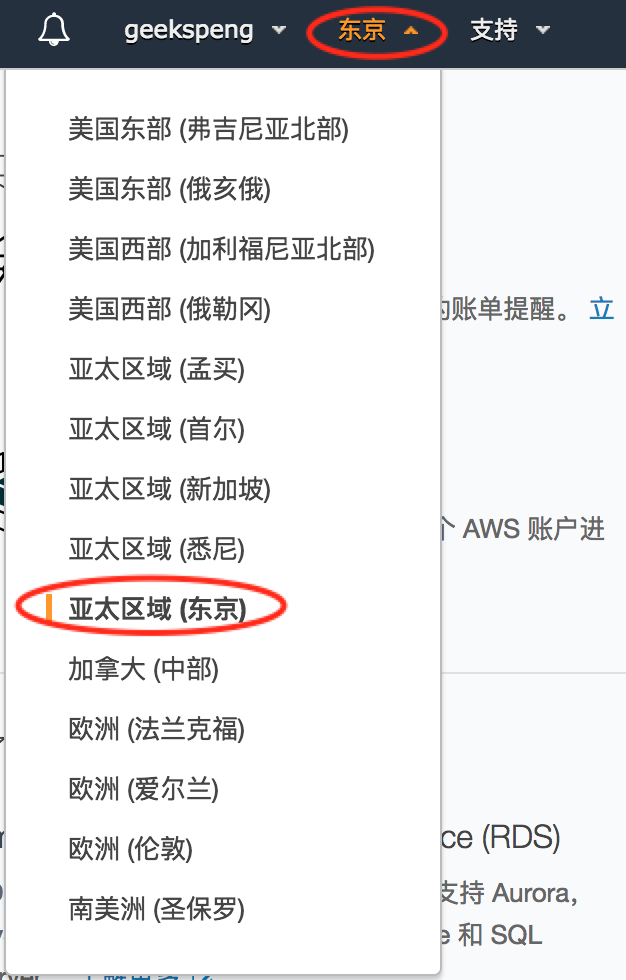 geekspeng 东京 支持
美国东部 (弗吉尼亚北部)
美国东部 (俄亥俄)
美国西部 (加利福尼亚北部)
美国西部 (俄勒冈)
的账单提醒。 立
亚太区域 (孟买)
亚太区域 (首尔)
亚太区域 (新加坡)
个 AWS 账户进
亚太区域 (悉尼)
亚太区域 (东京)
加拿大 (中部)
欧洲 (法兰克福)
欧洲 (爱尔兰)
ce (RDS)
欧洲 (伦敦)
支持 Aurora,
南美洲 (圣保罗)
e 和 SQL